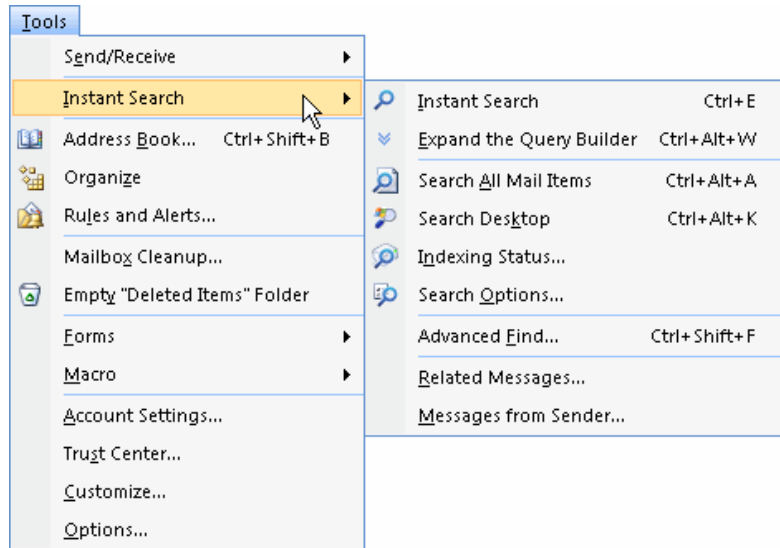 Tools
Send/Receive
Instant Search
Address Book... Ctrl+Shift+B
Organize
Rules and Alerts...
Mailbox Cleanup...
Empty "Deleted Items" Folder
Forms
Macro
Account Settings...
Trust Center...
Customize...
Options...
Instant Search Ctrl+E
Expand the Query Builder Ctrl+Alt+W
Search All Mail Items Ctrl+Alt+A
Search Desktop Ctrl+Alt+K
Indexing Status...
Search Options...
Advanced Find... Ctrl+Shift+F
Related Messages...
Messages from Sender...